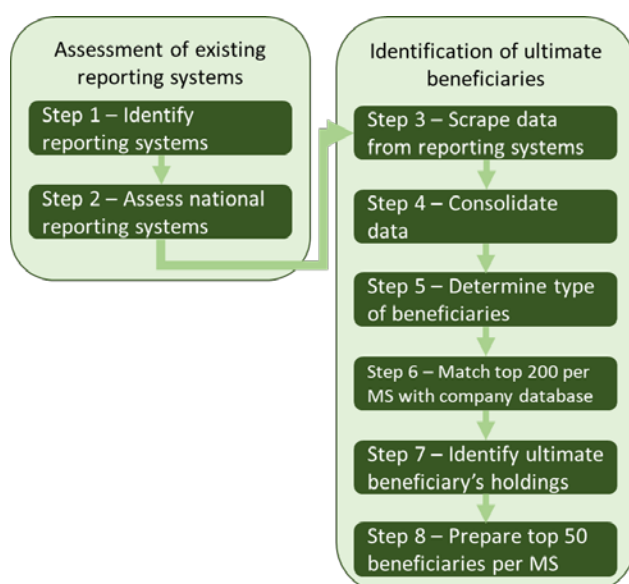 Assessment of existing
reporting systems
Step 1 – Identify
reporting systems
Step 2 – Assess national
reporting systems
Identification of ultimate
beneficiaries
Step 3 – Scrape data
from reporting systems
Step 4 – Consolidate
data
Step 5 – Determine type
of beneficiaries
Step 6 – Match top 200 per
MS with company database
Step 7 – Identify ultimate
beneficiary's holdings
Step 8 – Prepare top 50
beneficiaries per MS